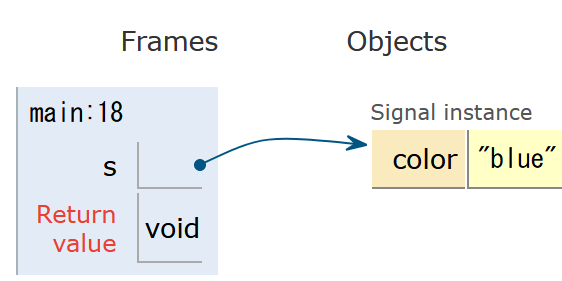 Frames
Objects
main:18
s
Return
value
void
Signal instance
color
"blue"